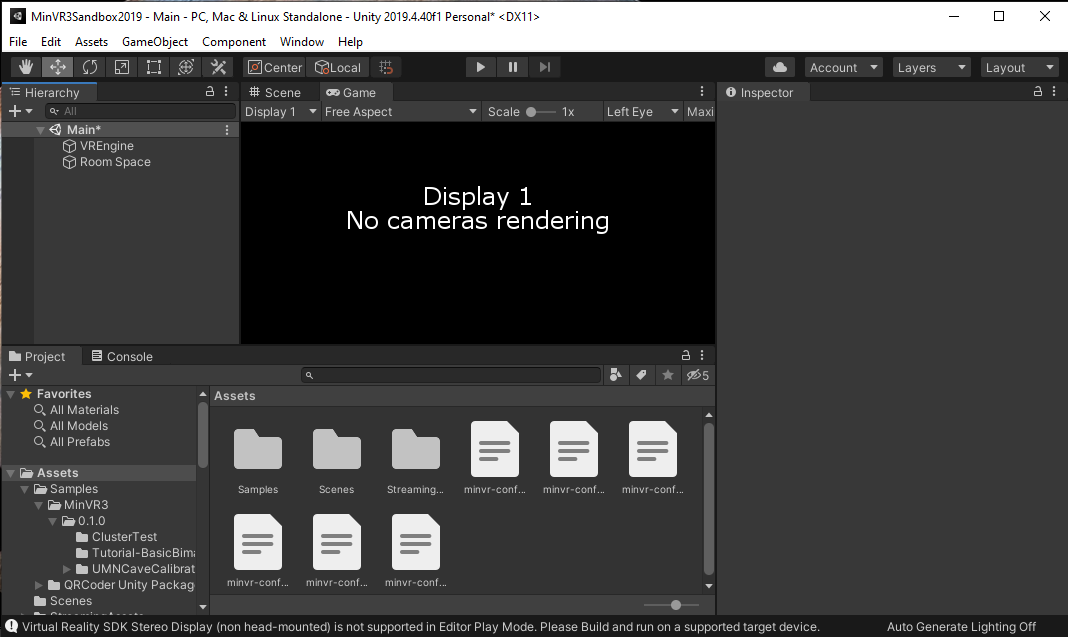 MinVR3Sandbox2019 - Main - PC, Mac & Linux Standalone - Unity 2019.4.40f1 Personal* <DX11>
File Edit Assets GameObject Component Window Help
Center Local Account Layers Layout
Hierarchy
All
Main*
VREngine
Room Space
Scene Game
Display 1 Free Aspect Scale 1x Left Eye Maxi
Display 1
No cameras rendering
Inspector
Project Console
5
Favorites
All Materials
All Models
All Prefabs
Assets
Samples
MinVR3
0.1.0
ClusterTest
Tutorial-BasicBima
UMNCaveCalibrat
QRCoder Unity Packag
Scenes
StreamingAssets
Assets
Samples Scenes Streaming... minvr-conf... minvr-conf... minvr-conf...
minvr-conf... minvr-conf... minvr-conf...
Virtual Reality SDK Stereo Display (non head-mounted) is not supported in Editor Play Mode. Please Build and run on a supported target device.
Auto Generate Lighting Off